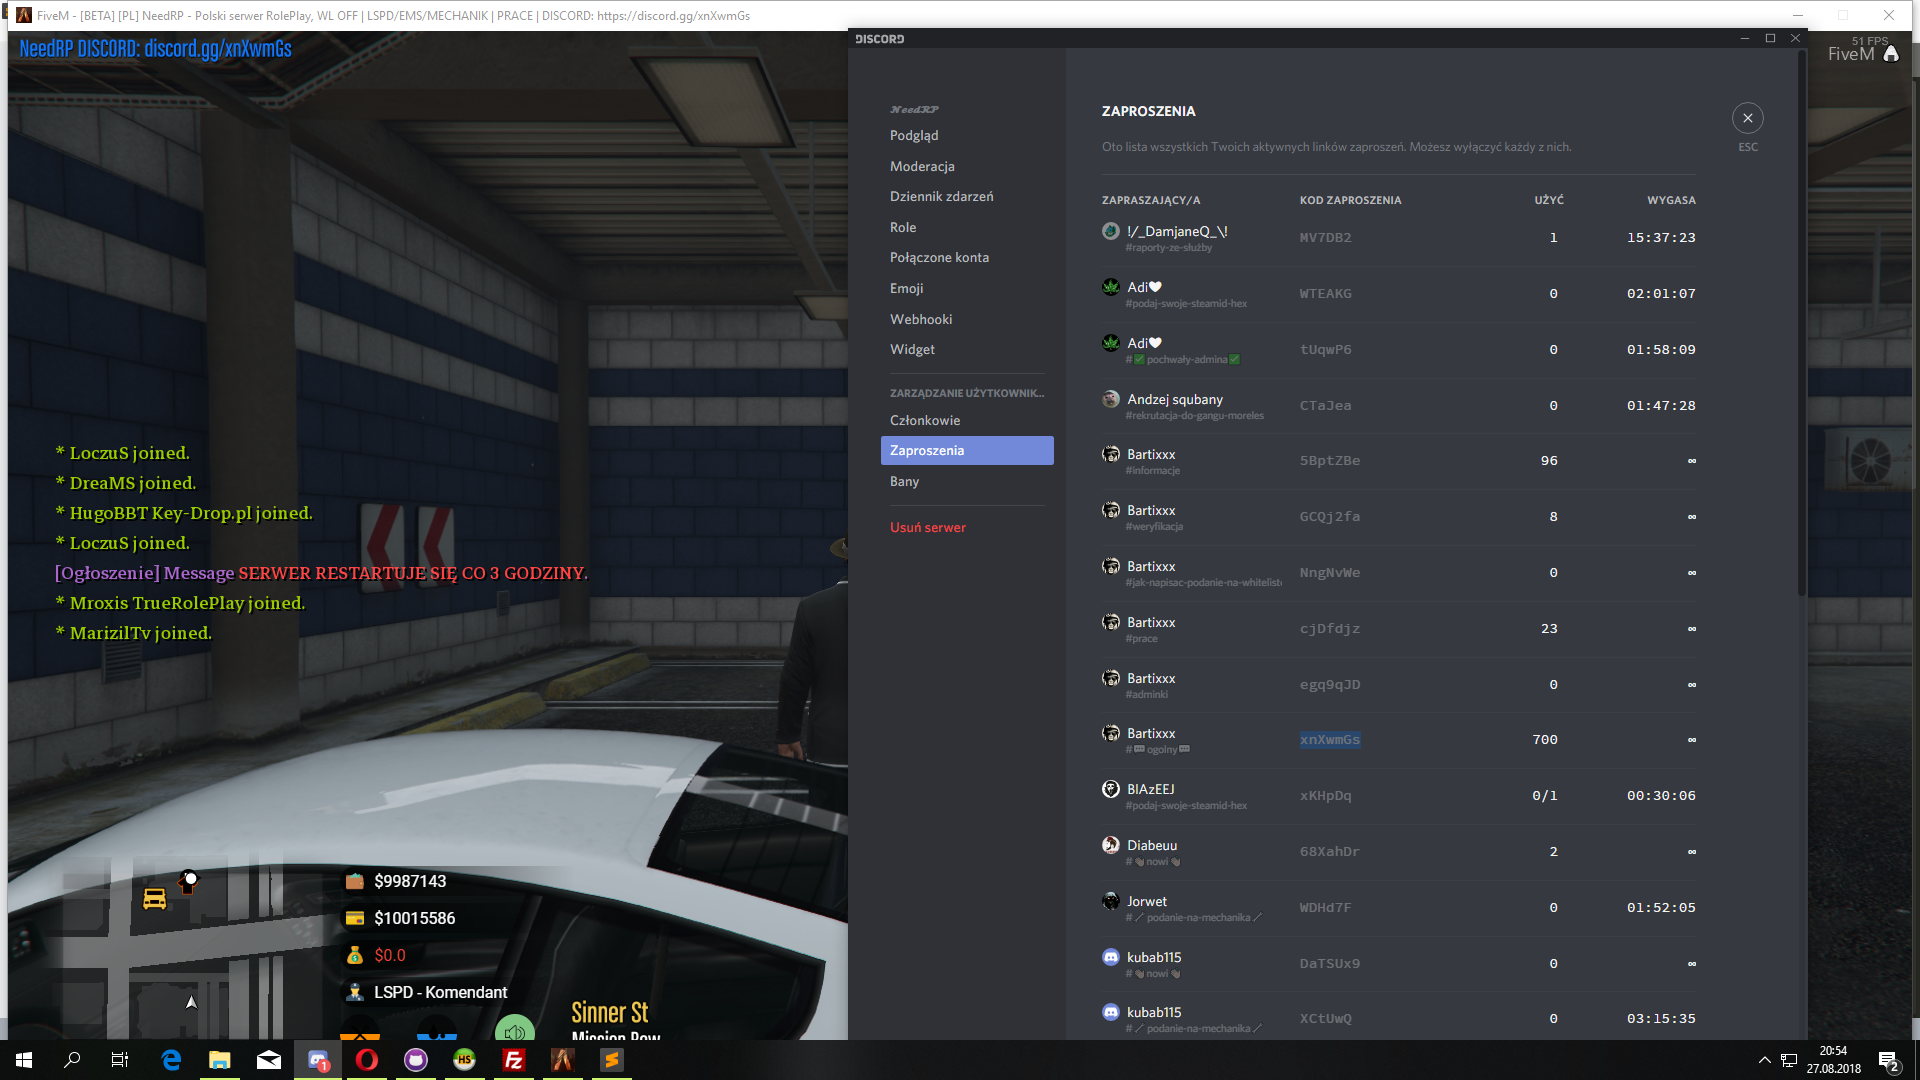 FiveM - [BETA] [PL] NeedRP - Polski serwer RolePlay, WL OFF | LSPD/EMS/MECHANIK | PRACE | DISCORD: https://discord.gg/xnXwmGs
NeedRP DISCORD: discord.gg/xnXwmGs
51 FPS
FiveM
* LoczuS joined.
* DreaMS joined.
* HugoBBT Key-Drop.pl joined.
* LoczuS joined.
[Ogłoszenie] Message SERWER RESTARTUJE SIĘ CO 3 GODZINY.
* Mroxis TrueRolePlay joined.
* MarizilTv joined.
$9987143
$10015586
$0.0
LSPD - Komendant
Sinner St
Mission Row
DISCORD
NeedRP
Podgląd
Moderacja
Dziennik zdarzeń
Role
Połączone konta
Emoji
Webhooki
Widget
ZARZĄDZANIE UŻYTKOWNIK...
Członkowie
Zaproszenia
Bany
Usuń serwer
ZAPROSZENIA
ESC
Oto lista wszystkich Twoich aktywnych linków zaproszeń. Możesz wyłączyć każdy z nich.
ZAPRASZAJĄCY/A KOD ZAPROSZENIA UŻYĆ WYGASA
!/_DamjaneQ_\! MV7DB2 1 15:37:23
#raporty-ze-służby
Adi🤍 WTEAKG 0 02:01:07
#podaj-swoje-steamid-hex
Adi🤍 tUqwP6 0 01:58:09
#✅pochwały-admina✅
Andzej squbany CTaJea 0 01:47:28
#rekrutacja-do-gangu-moreles
Bartixxx 5BptZBe 96 ∞
#informacje
Bartixxx GCQj2fa 8 ∞
#weryfikacja
Bartixxx NngNvWe 0 ∞
#jak-napisac-podanie-na-whiteliste
Bartixxx cjDfdjz 23 ∞
#prace
Bartixxx egq9qJD 0 ∞
#adminki
Bartixxx xnXwmGs 700 ∞
#💬ogolny💬
BlAzEEJ xKHpDq 0/1 00:30:06
#podaj-swoje-steamid-hex
Diabeuu 68XahDr 2 ∞
#👋nowi👋
Jorwet WDHd7F 0 01:52:05
#🔧podanie-na-mechanika🔧
kubab115 DaTSUx9 0 ∞
#👋nowi👋
kubab115 XCtUwQ 0 03:15:35
#🔧podanie-na-mechanika🔧
1
HS
FZ
20:54
27.08.2018
2